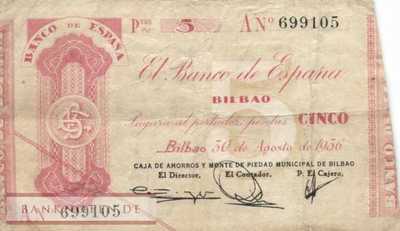 BANCO DE ESPAÑA
PTAS 5 A Nº 699105
El Banco de España
BILBAO
Pagará al portador pesetas CINCO
Bilbao 30 de Agosto de 1936
CAJA DE AHORROS Y MONTE DE PIEDAD MUNICIPAL DE BILBAO
El Director, El Contador, P. El Cajero,
699105
BANCO